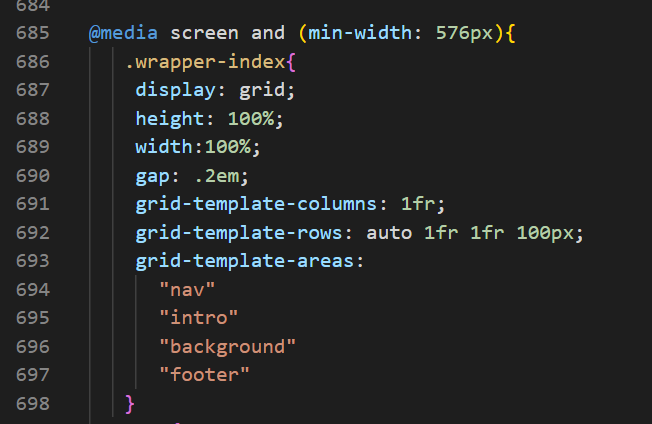 684
685 @media screen and (min-width: 576px){
686 .wrapper-index{
687 display: grid;
688 height: 100%;
689 width:100%;
690 gap: .2em;
691 grid-template-columns: 1fr;
692 grid-template-rows: auto 1fr 1fr 100px;
693 grid-template-areas:
694 "nav"
695 "intro"
696 "background"
697 "footer"
698 }